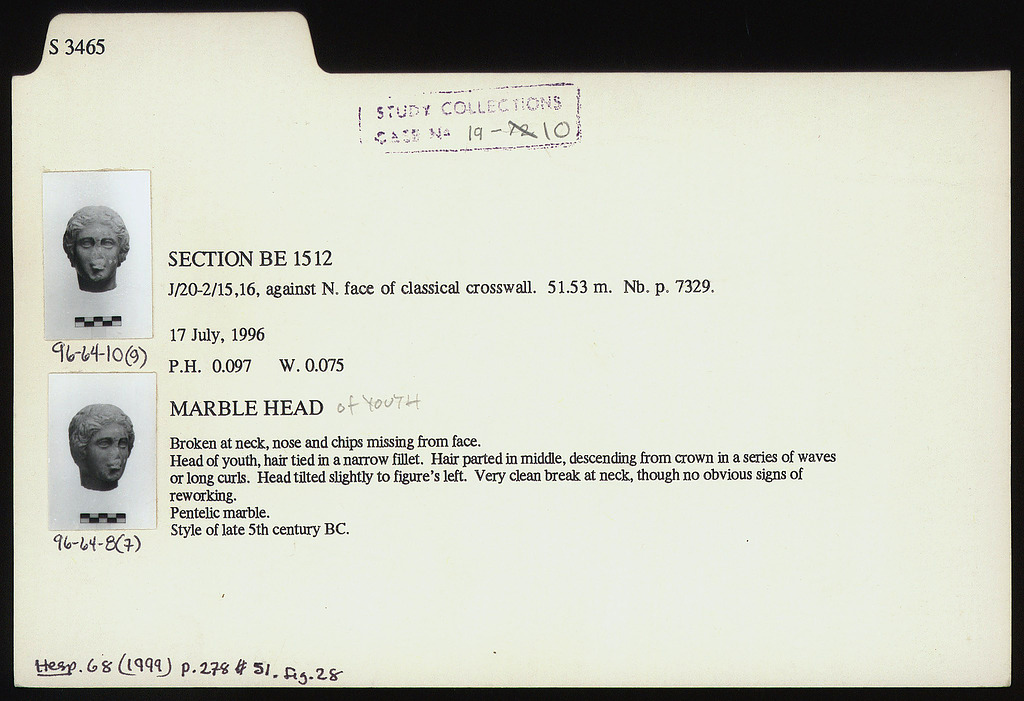 S 3465
STUDY COLLECTIONS
CASE No 19-12 10
SECTION BE 1512
J/20-2/15,16, against N. face of classical crosswall. 51.53 m. Nb. p. 7329.
17 July, 1996
96-64-10(9)
P.H. 0.097 W. 0.075
MARBLE HEAD of YOUTH
Broken at neck, nose and chips missing from face.
Head of youth, hair tied in a narrow fillet. Hair parted in middle, descending from crown in a series of waves
or long curls. Head tilted slightly to figure's left. Very clean break at neck, though no obvious signs of
reworking.
Pentelic marble.
Style of late 5th century BC.
96-64-8(7)
Hesp. 68 (1999) p.278 # 51. fig.28